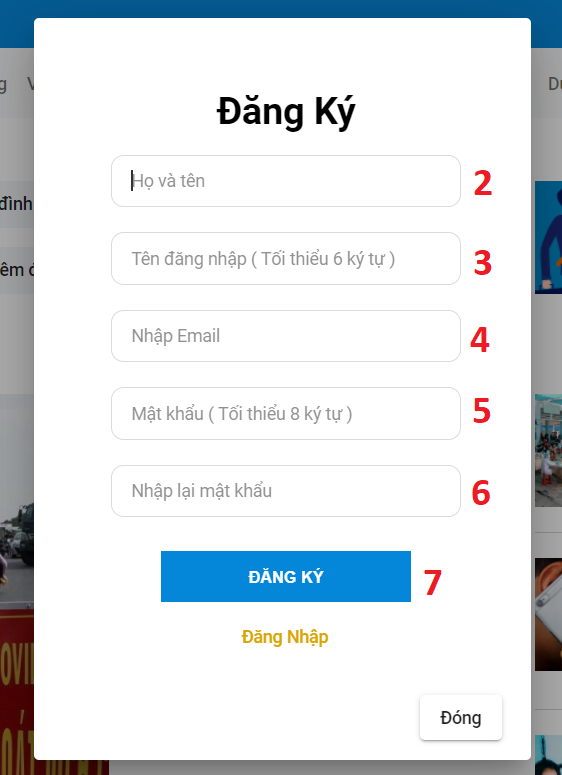 Đăng Ký
Họ và tên
2
Tên đăng nhập ( Tối thiểu 6 ký tự )
3
Nhập Email
4
Mật khẩu ( Tối thiểu 8 ký tự )
5
Nhập lại mật khẩu
6
ĐĂNG KÝ
7
Đăng Nhập
Đóng
đình